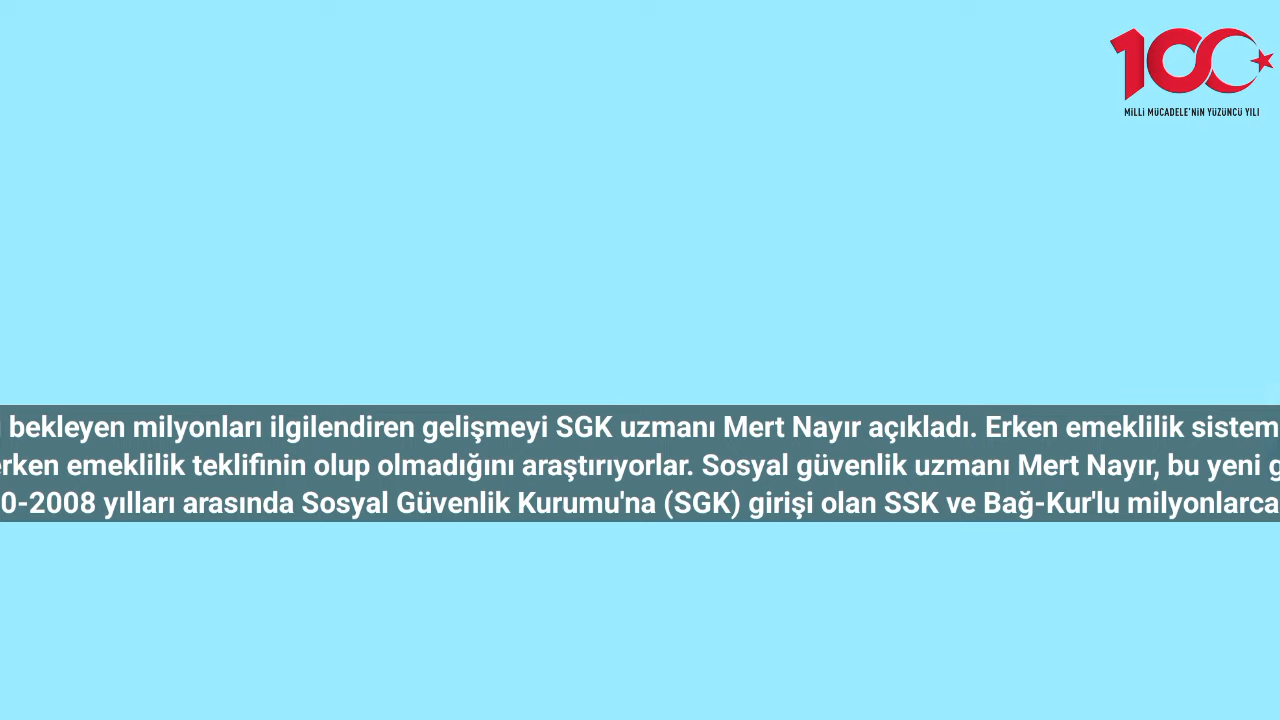 100
MİLLİ MÜCADELE'NİN YÜZÜNCÜ YILI
bekleyen milyonları ilgilendiren gelişmeyi SGK uzmanı Mert Nayır açıkladı. Erken emeklilik sistem
erken emeklilik teklifinin olup olmadığını araştırıyorlar. Sosyal güvenlik uzmanı Mert Nayır, bu yeni g
0-2008 yılları arasında Sosyal Güvenlik Kurumu'na (SGK) girişi olan SSK ve Bağ-Kur'lu milyonlarca